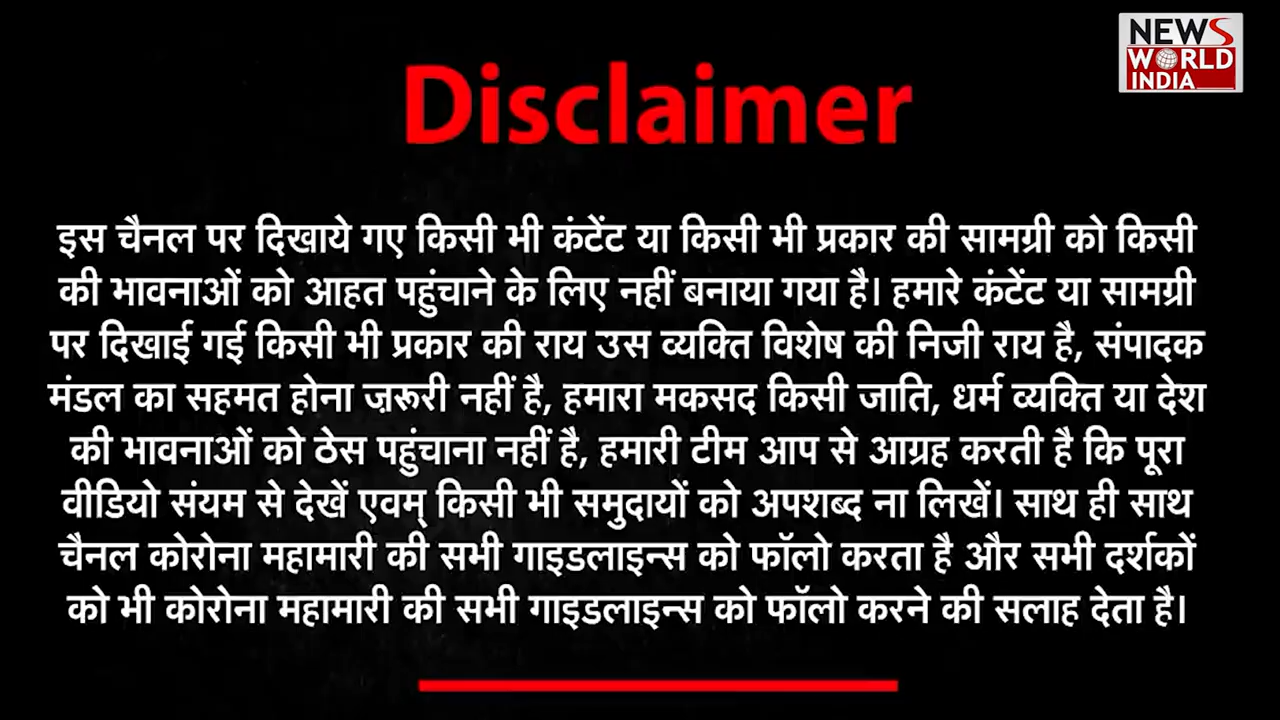 NEWS
WORLD
INDIA
Disclaimer
इस चैनल पर दिखाये गए किसी भी कंटेंट या किसी भी प्रकार की सामग्री को किसी
की भावनाओं को आहत पहुंचाने के लिए नहीं बनाया गया है। हमारे कंटेंट या सामग्री
पर दिखाई गई किसी भी प्रकार की राय उस व्यक्ति विशेष की निजी राय है, संपादक
मंडल का सहमत होना ज़रूरी नहीं है, हमारा मकसद किसी जाति, धर्म व्यक्ति या देश
की भावनाओं को ठेस पहुंचाना नहीं है, हमारी टीम आप से आग्रह करती है कि पूरा
वीडियो संयम से देखें एवम् किसी भी समुदायों को अपशब्द ना लिखें। साथ ही साथ
चैनल कोरोना महामारी की सभी गाइडलाइन्स को फॉलो करता है और सभी दर्शकों
को भी कोरोना महामारी की सभी गाइडलाइन्स को फॉलो करने की सलाह देता है।